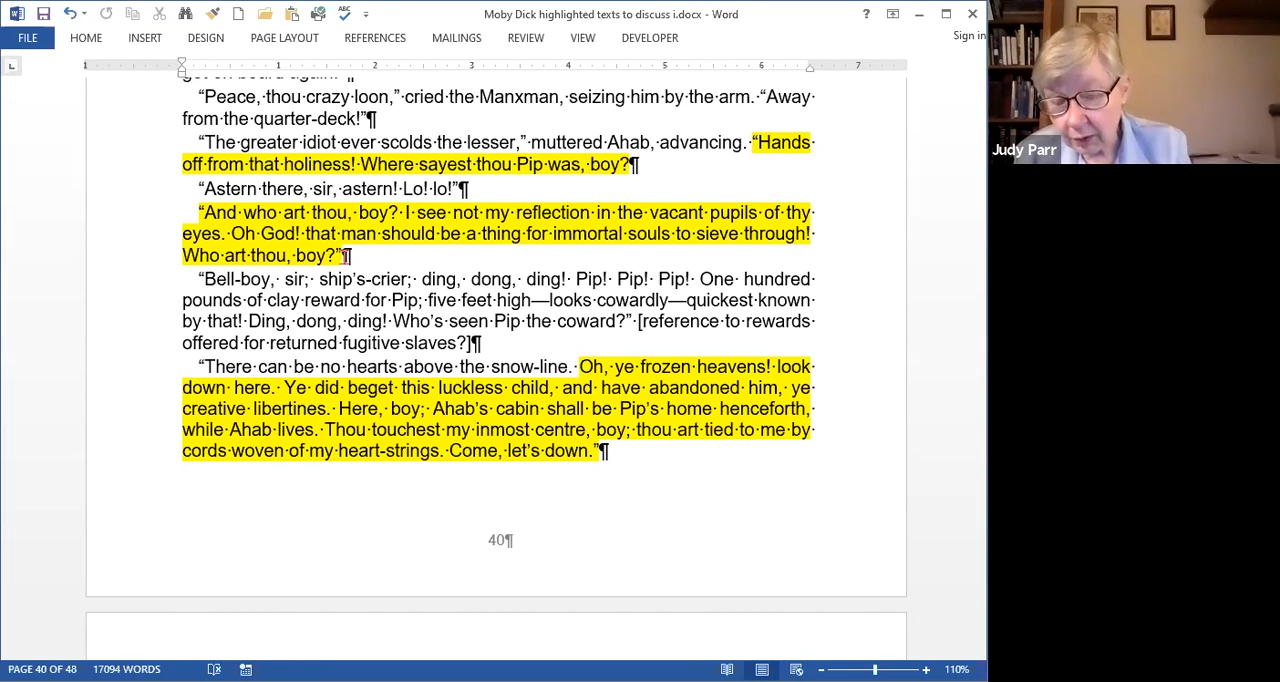 Moby Dick highlighted texts to discuss i.docx - Word
Sign in
FILE HOME INSERT DESIGN PAGE LAYOUT REFERENCES MAILINGS REVIEW VIEW DEVELOPER
1 1 2 3 4 5 6 7
“Peace, thou crazy loon,” cried the Manxman, seizing him by the arm. “Away
from the quarter-deck!”¶
“The greater idiot ever scolds the lesser,” muttered Ahab, advancing. “Hands
off from that holiness! Where sayest thou Pip was, boy?¶
“Astern there, sir, astern! Lo! lo!”¶
“And who art thou, boy? I see not my reflection in the vacant pupils of thy
eyes. Oh God! that man should be a thing for immortal souls to sieve through!
Who art thou, boy?”¶
“Bell-boy, sir; ship’s-crier; ding, dong, ding! Pip! Pip! Pip! One hundred
pounds of clay reward for Pip; five feet high—looks cowardly—quickest known
by that! Ding, dong, ding! Who’s seen Pip the coward?” [reference to rewards
offered for returned fugitive slaves?]¶
“There can be no hearts above the snow-line. Oh, ye frozen heavens! look
down here. Ye did beget this luckless child, and have abandoned him, ye
creative libertines. Here, boy; Ahab’s cabin shall be Pip’s home henceforth,
while Ahab lives. Thou touchest my inmost centre, boy; thou art tied to me by
cords woven of my heart-strings. Come, let’s down.”¶
40¶
PAGE 40 OF 48 17094 WORDS 110%
Judy Parr